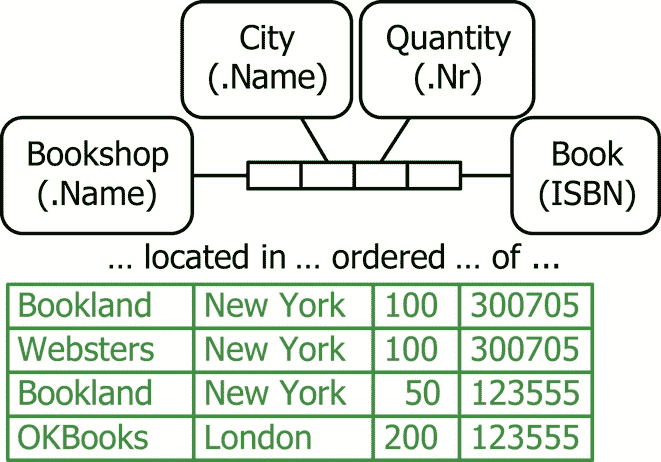 City
(.Name)
Quantity
(.Nr)
Bookshop
(.Name)
Book
(ISBN)
... located in ... ordered ... of ...
Bookland New York 100 300705
Websters New York 100 300705
Bookland New York 50 123555
OKBooks London 200 123555